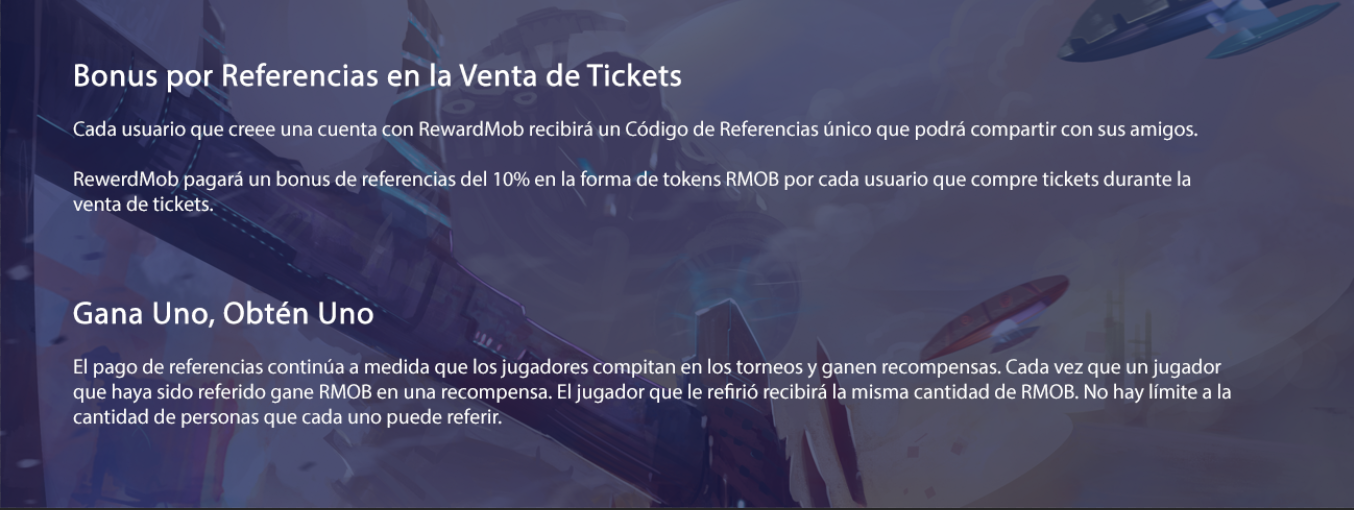 Bonus por Referencias en la Venta de Tickets
Cada usuario que creee una cuenta con RewardMob recibirá un Código de Referencias único que podrá compartir con sus amigos.
RewerdMob pagará un bonus de referencias del 10% en la forma de tokens RMOB por cada usuario que compre tickets durante la
venta de tickets.
Gana Uno, Obtén Uno
El pago de referencias continúa a medida que los jugadores compitan en los torneos y ganen recompensas. Cada vez que un jugador
que haya sido referido gane RMOB en una recompensa. El jugador que le refirió recibirá la misma cantidad de RMOB. No hay límite a la
cantidad de personas que cada uno puede referir.